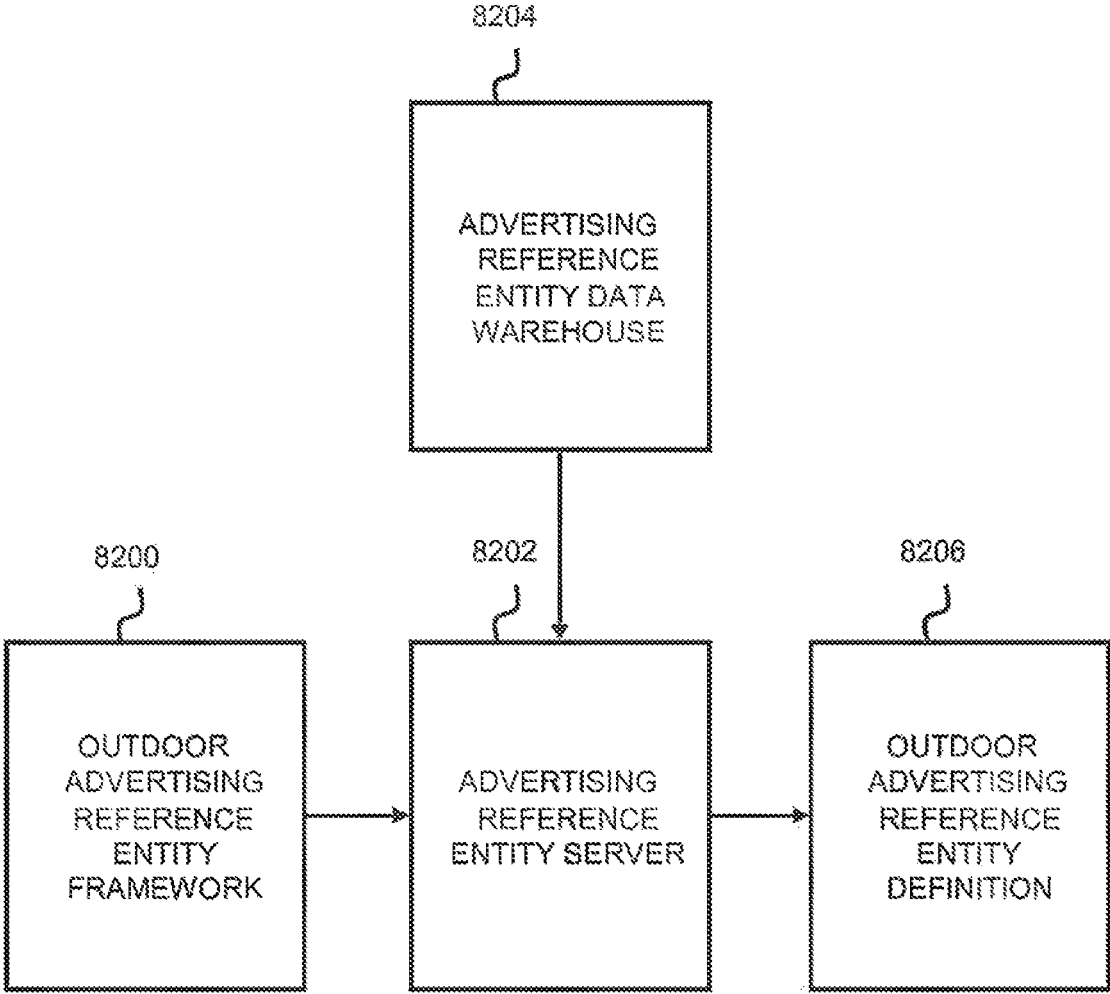 8204
ADVERTISING
REFERENCE
ENTITY DATA
WAREHOUSE
8200
8202
8206
OUTDOOR
ADVERTISING
REFERENCE
ENTITY
FRAMEWORK
ADVERTISING
REFERENCE
ENTITY SERVER
OUTDOOR
ADVERTISING
REFERENCE
ENTITY
DEFINITION